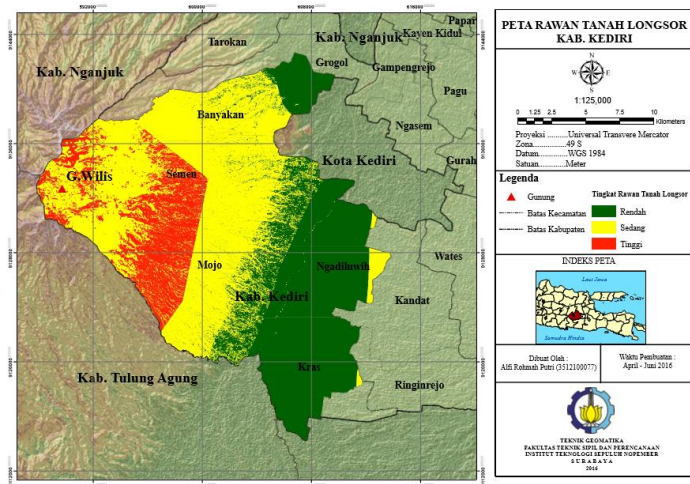 PETA RAWAN TANAH LONGSOR
KAB. KEDIRI
N
W E
S
1:125,000
0 1.25 2.5 5 7.5 10
Kilometers
Proyeksi ..........Universal Transvere Mercator
Zona..................49 S
Datum...............WGS 1984
Satuan...............Meter
Legenda
Gunung
Batas Kecamatan
Batas Kabupaten
Tingkat Rawan Tanah Longsor
Rendah
Sedang
Tinggi
INDEKS PETA
Laut Jawa
Samudra Hindia
Dibuat Oleh :
Alfi Rohmah Putri (3512100077)
Waktu Pembuatan :
April - Juni 2016
TEKNIK GEOMATIKA
FAKULTAS TEKNIK SIPIL DAN PERENCANAAN
INSTITUT TEKNOLOGI SEPULUH NOPEMBER
S U R A B A Y A
2016
Papar
Kab. Nganjuk
Kayen Kidul
Tarokan
Grogol
Gampengrejo
Kab. Nganjuk
Pagu
Banyakan
Ngasem
Kota Kediri
Gurah
Semen
G.Wilis
Wates
Mojo
Ngadiluwih
Kab. Kediri
Kandat
Kras
Kab. Tulung Agung
Ringinrejo